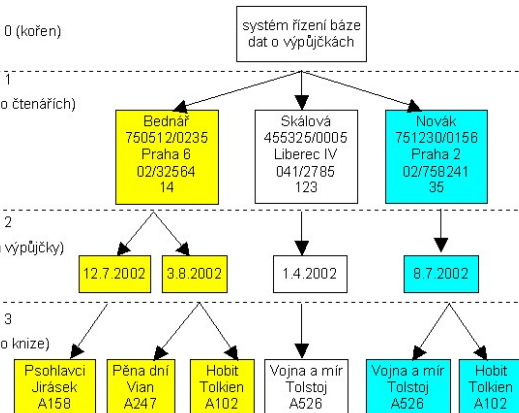 0 (kořen)
systém řízení báze
dat o výpůjčkách
1
o čtenářích)
Bednář
750512/0235
Praha 6
02/32564
14
Skálová
455325/0005
Liberec IV
041/2785
123
Novák
751230/0156
Praha 2
02/758241
35
2
výpůjčky)
12.7.2002
3.8.2002
1.4.2002
8.7.2002
3
o knize)
Psohlavci
Jirásek
A158
Pěna dní
Vian
A247
Hobit
Tolkien
A102
Vojna a mír
Tolstoj
A526
Vojna a mír
Tolstoj
A526
Hobit
Tolkien
A102